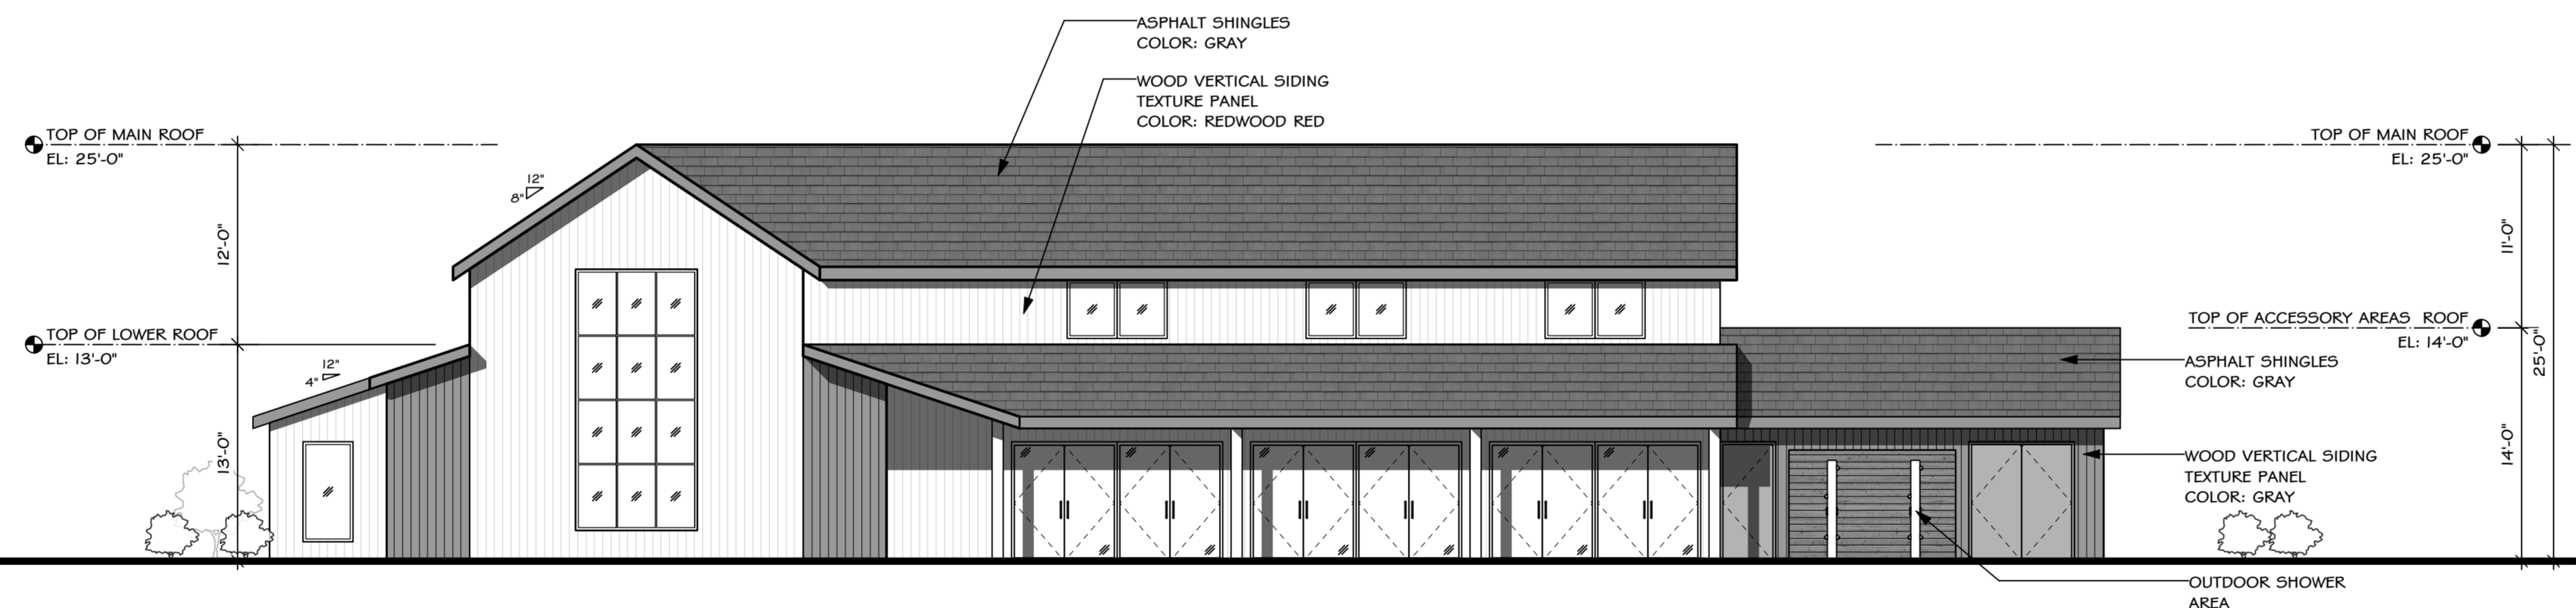 ASPHALT SHINGLES
COLOR: GRAY
WOOD VERTICAL SIDING
TEXTURE PANEL
COLOR: REDWOOD RED
TOP OF MAIN ROOF
EL: 25'-0"
12"
8"
12'-0"
TOP OF LOWER ROOF
EL: 13'-0"
12"
4"
13'-0"
TOP OF MAIN ROOF
EL: 25'-0"
11'-0"
TOP OF ACCESSORY AREAS ROOF
EL: 14'-0"
25'-0"
ASPHALT SHINGLES
COLOR: GRAY
14'-0"
WOOD VERTICAL SIDING
TEXTURE PANEL
COLOR: GRAY
OUTDOOR SHOWER
AREA